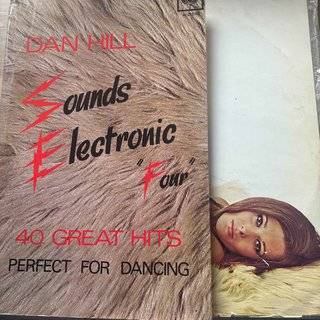 DAN HILL
Sounds
Electronic
"Four"
40 GREAT HITS
PERFECT FOR DANCING